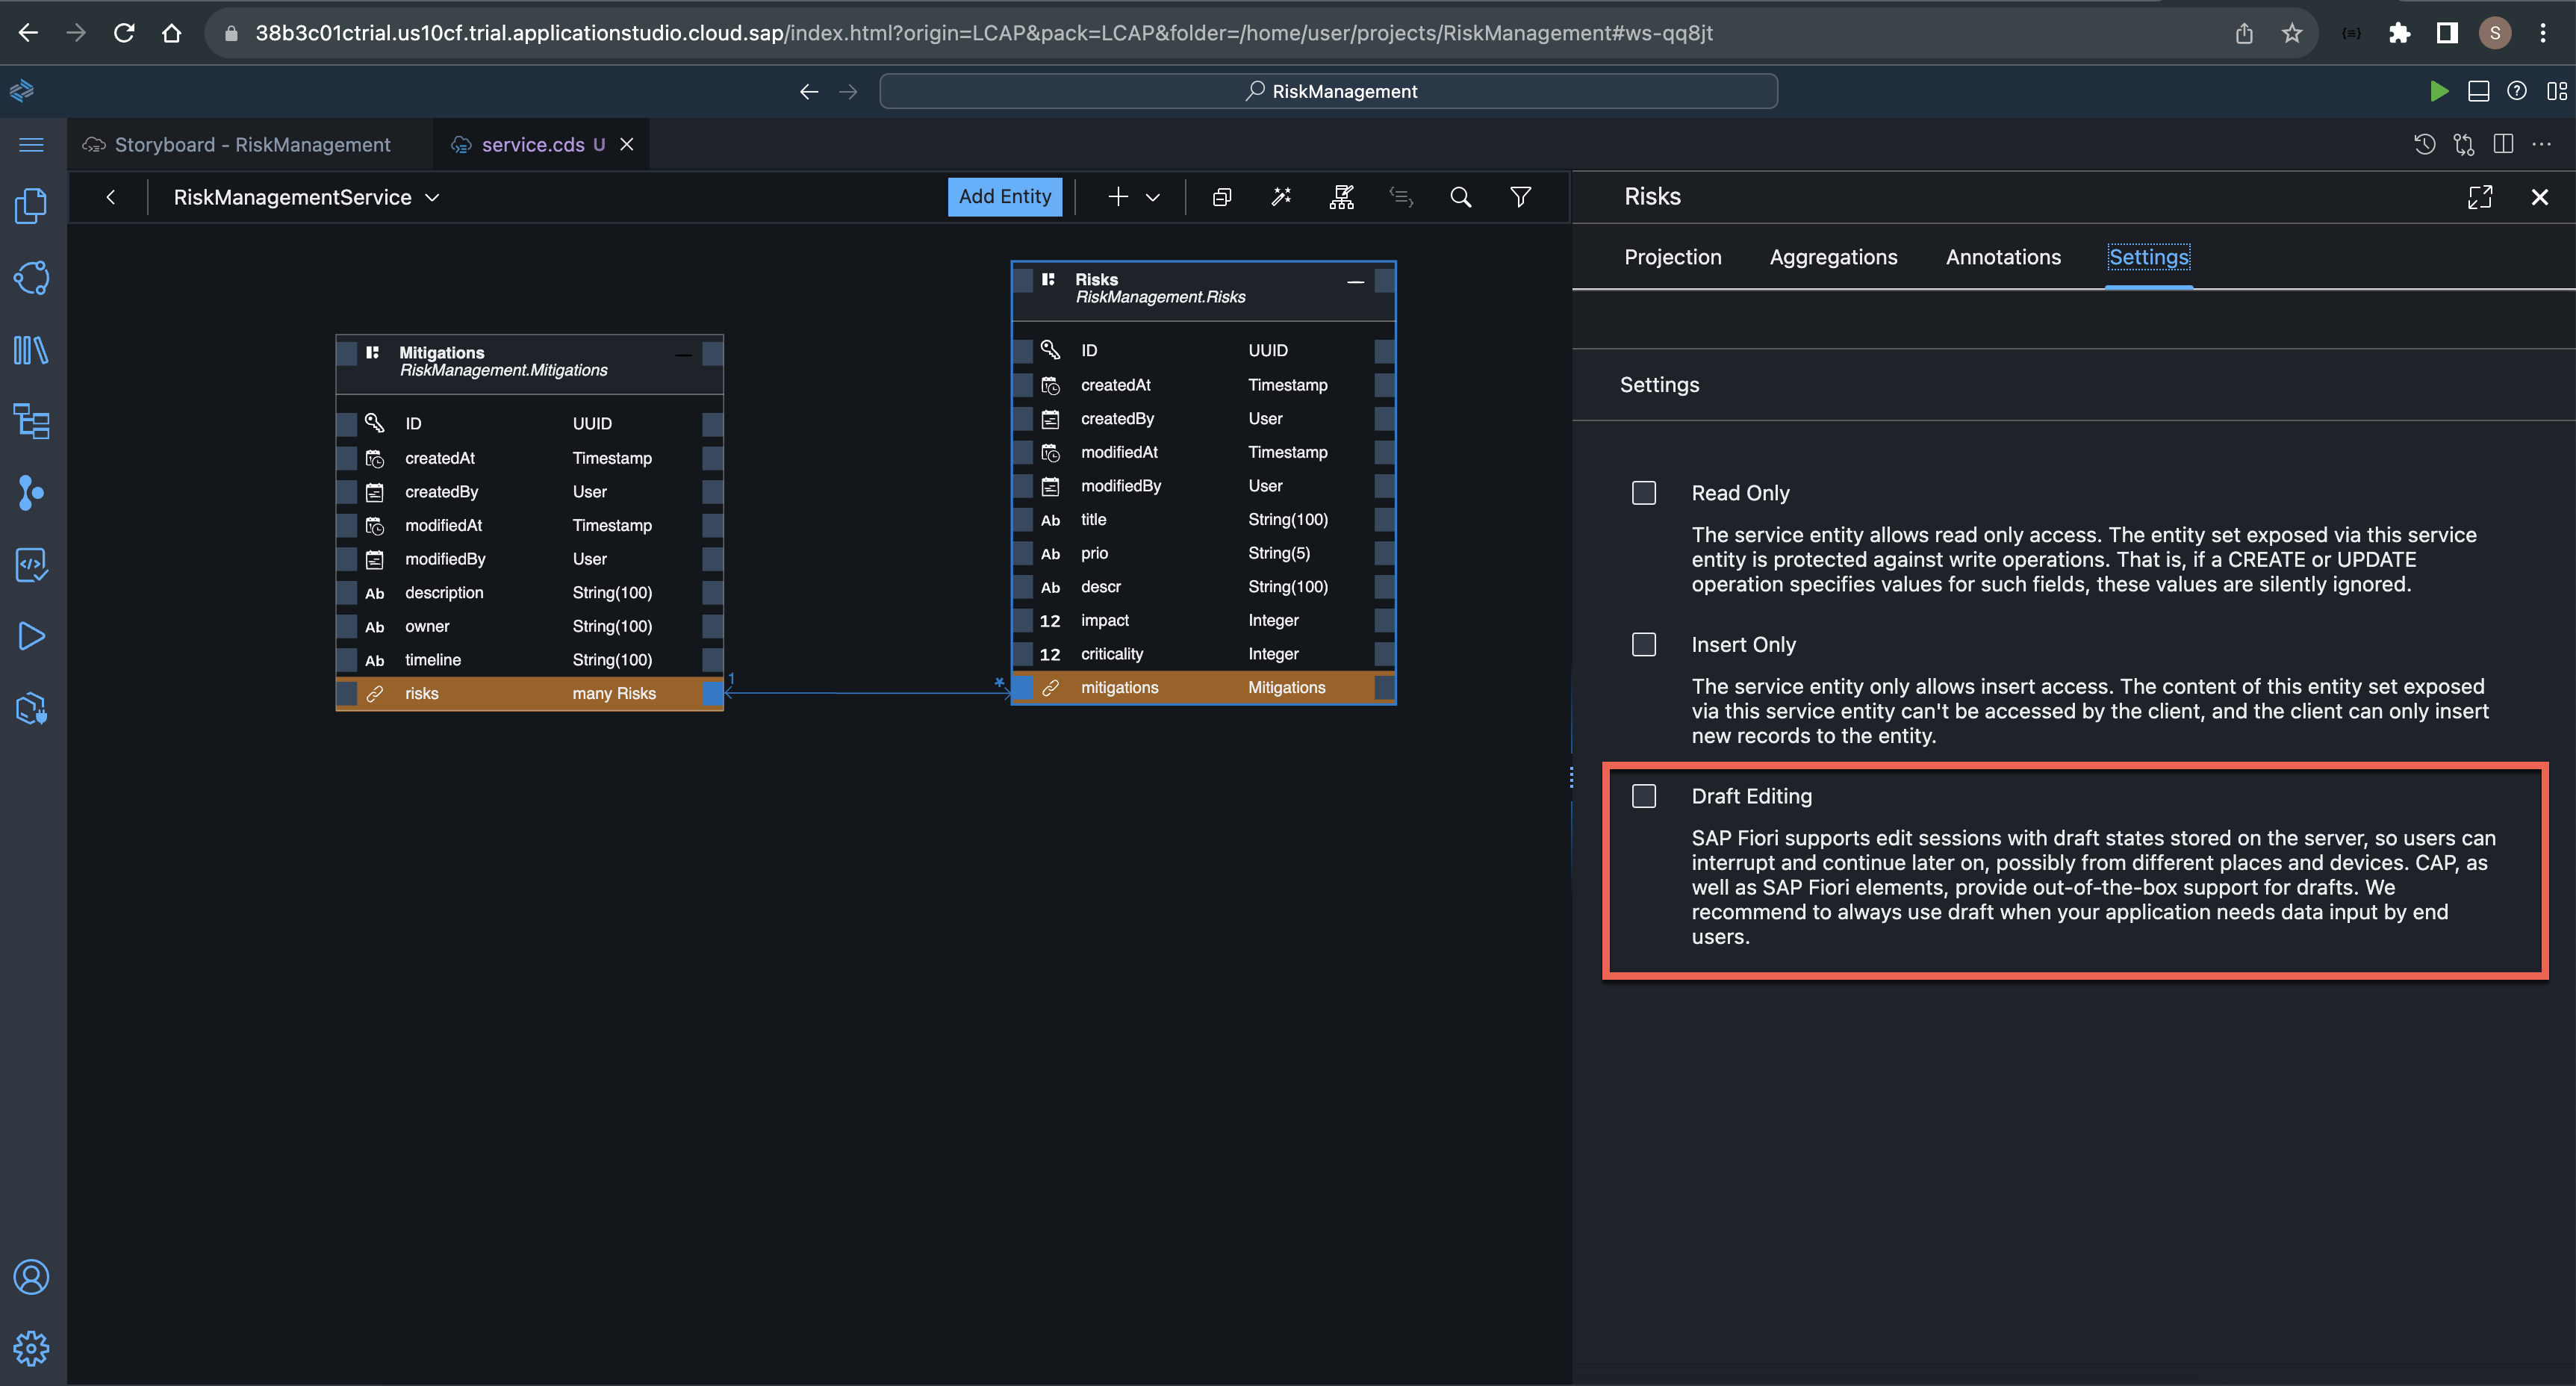 38b3c01ctrial.us10cf.trial.applicationstudio.cloud.sap/index.html?origin=LCAP&pack=LCAP&folder=/home/user/projects/RiskManagement#ws-qq8jt
S
RiskManagement
Storyboard - RiskManagement
service.cds U
RiskManagementService
Add Entity
Risks
Projection
Aggregations
Annotations
Settings
Settings
Read Only
The service entity allows read only access. The entity set exposed via this service
entity is protected against write operations. That is, if a CREATE or UPDATE
operation specifies values for such fields, these values are silently ignored.
Insert Only
The service entity only allows insert access. The content of this entity set exposed
via this service entity can't be accessed by the client, and the client can only insert
new records to the entity.
Draft Editing
SAP Fiori supports edit sessions with draft states stored on the server, so users can
interrupt and continue later on, possibly from different places and devices. CAP, as
well as SAP Fiori elements, provide out-of-the-box support for drafts. We
recommend to always use draft when your application needs data input by end
users.
Mitigations
RiskManagement.Mitigations
ID UUID
createdAt Timestamp
createdBy User
modifiedAt Timestamp
modifiedBy User
Ab description String(100)
Ab owner String(100)
Ab timeline String(100)
risks many Risks
1
*
Risks
RiskManagement.Risks
ID UUID
createdAt Timestamp
createdBy User
modifiedAt Timestamp
modifiedBy User
Ab title String(100)
Ab prio String(5)
Ab descr String(100)
12 impact Integer
12 criticality Integer
mitigations Mitigations